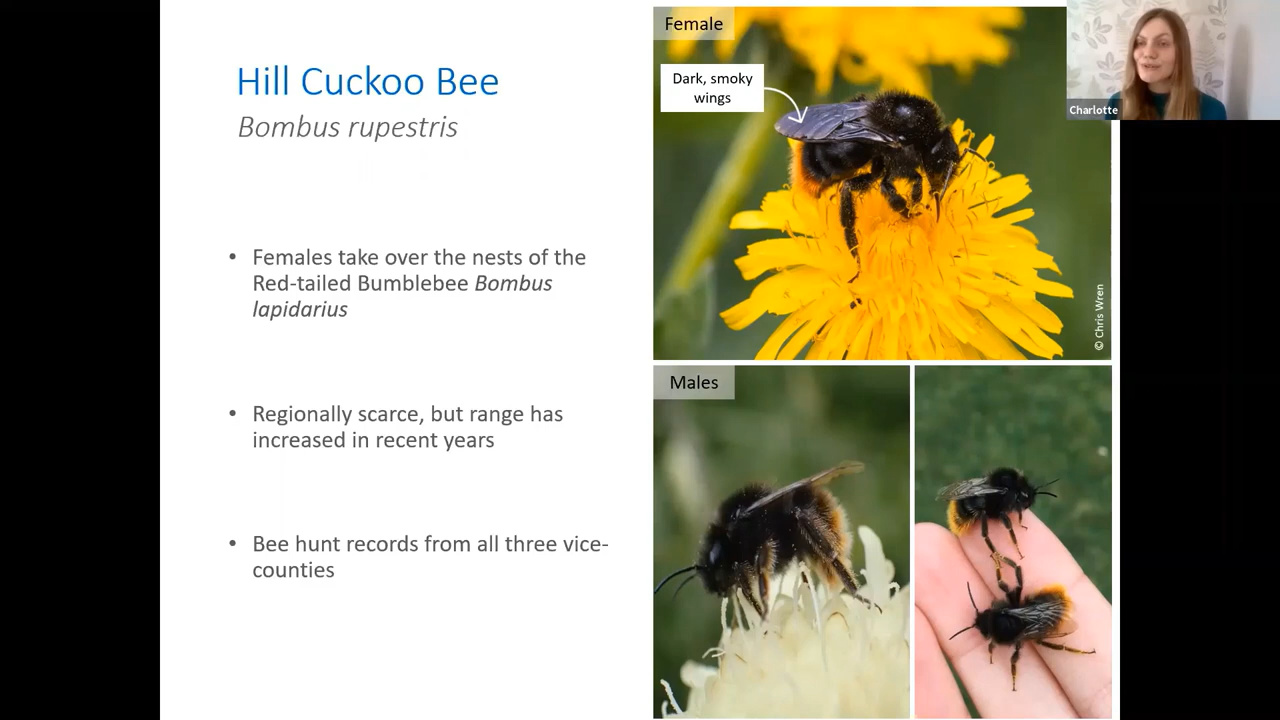 Hill Cuckoo Bee
Bombus rupestris
• Females take over the nests of the
Red-tailed Bumblebee Bombus
lapidarius
• Regionally scarce, but range has
increased in recent years
• Bee hunt records from all three vice-
counties
Female
Dark, smoky
wings
© Chris Wren
Males
Charlotte